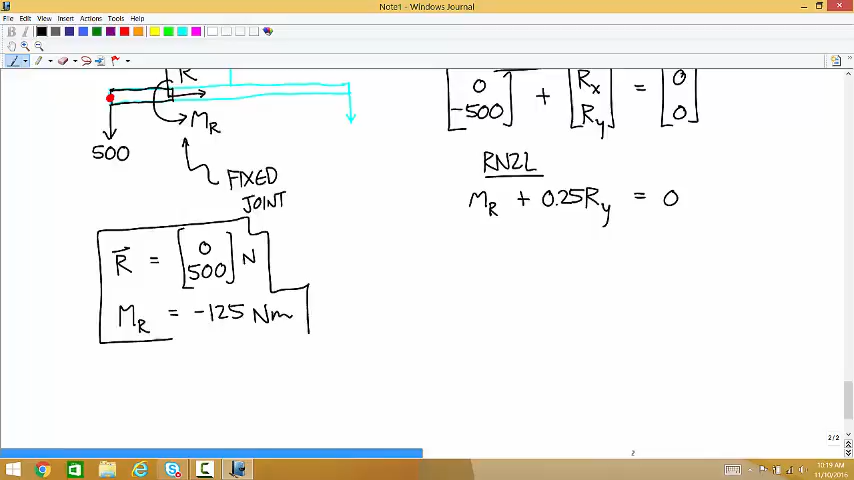 Note1 - Windows Journal
File Edit View Insert Actions Tools Help
B I
R
M_R
500
FIXED
JOINT
R⃗ = [0 500] N
M_R = -125 Nm
[0 -500] + [R_x R_y] = [0 0]
RN2L
M_R + 0.25R_y = 0
2/2
2
10:19 AM
11/10/2016